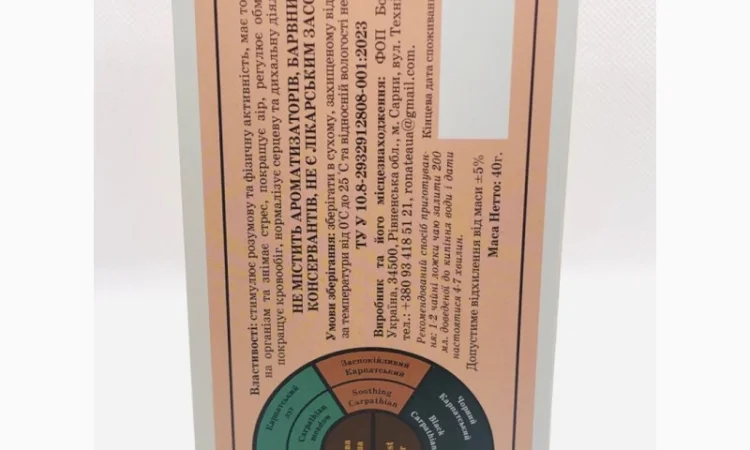 Властивості: стимулює розумову та фізичну активність, має то
на організм та знімає стрес, покращує зір, регулює обм
покращує кровообіг, нормалізує серцеву та дихальну діял
НЕ МІСТИТЬ АРОМАТИЗАТОРІВ, БАРВНИ
КОНСЕРВАНТІВ, НЕ Є ЛІКАРСЬКИМ ЗАСО
Умови зберігання: зберігати в сухому, захищеному від
за температури від 0˚С до 25˚С та відносній вологості не
ТУ У 10.8-2932912808-001:2023
Виробник та його місцезнаходження: ФОП Бо
Україна, 34500, Рівненська обл., м. Сарни, вул. Техні
тел.: +380 93 418 51 21, ronateaua@gmail.com.
Рекомендований спосіб приготуван-
ня: 1-2 чайні ложки чаю залити 200
мл. доведеної до кипіння води і дати
настоятися 4-7 хвилин.
Кінцева дата споживання
Допустиме відхилення від маси ±5%
Маса Нетто: 40г.
Карпатський
луг
Carpathian
meadow
Заспокійливий
Карпатський
Soothing
Carpathian
Чорний
Карпатський
Black
Carpathian